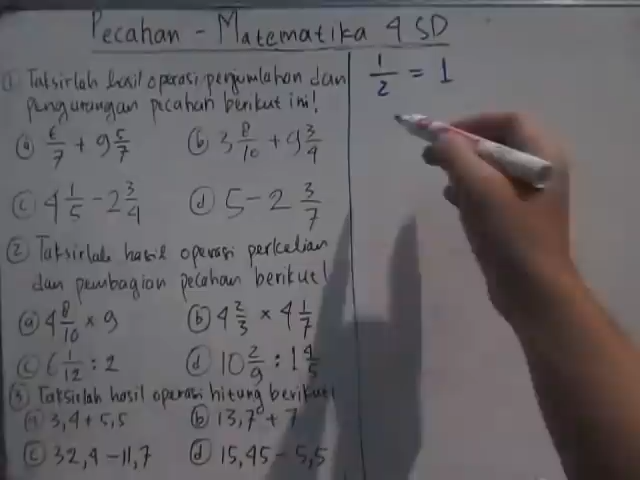 Pecahan - Matematika 4 SD
① Taksirlah hasil operasi penjumlahan dan
pengurangan pecahan berikut ini!
ⓐ 6/7 + 9 5/7 ⓑ 3 8/10 + 9 3/4
ⓒ 4 1/5 - 2 3/4 ⓓ 5 - 2 3/7
② Taksirlah hasil operasi perkalian
dan pembagian pecahan berikut!
ⓐ 4 8/10 × 9 ⓑ 4 2/3 × 4 1/7
ⓒ 6 1/12 : 2 ⓓ 10 2/9 : 1 4/5
③ Taksirlah hasil operasi hitung berikut!
ⓐ 3,4 + 5,5 ⓑ 13,7 + 7
ⓒ 32,4 - 11,7 ⓓ 15,45 - 5,5
1/2 = 1